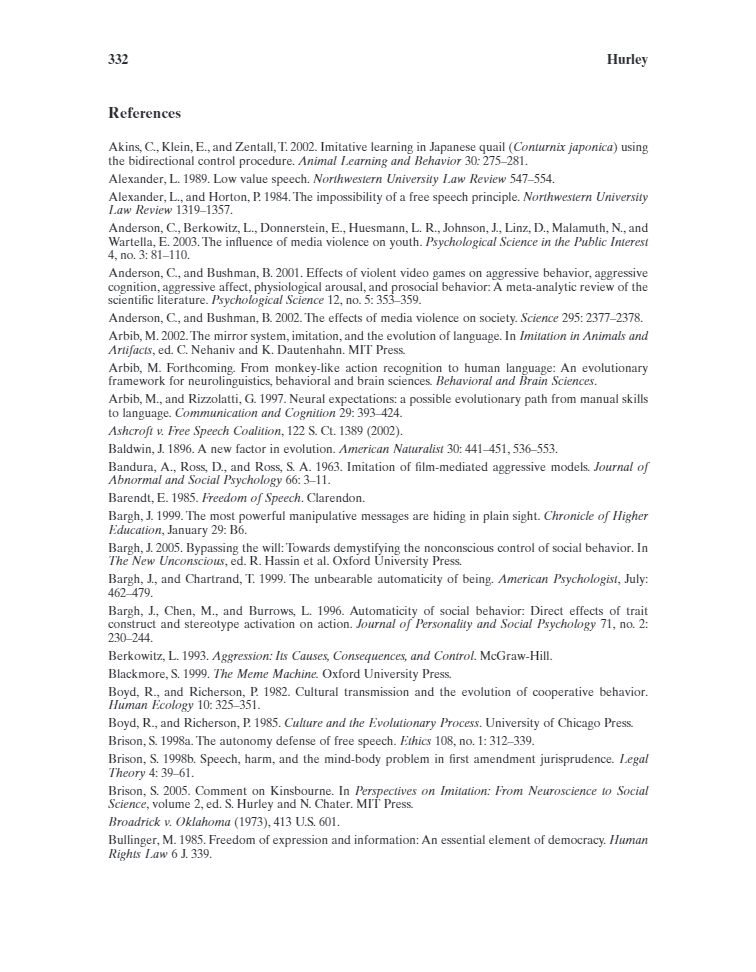 332 Hurley
References
Akins, C., Klein, E., and Zentall, T. 2002. Imitative learning in Japanese quail (Conturnix japonica) using
the bidirectional control procedure. Animal Learning and Behavior 30: 275–281.
Alexander, L. 1989. Low value speech. Northwestern University Law Review 547–554.
Alexander, L., and Horton, P. 1984. The impossibility of a free speech principle. Northwestern University
Law Review 1319–1357.
Anderson, C., Berkowitz, L., Donnerstein, E., Huesmann, L. R., Johnson, J., Linz, D., Malamuth, N., and
Wartella, E. 2003. The influence of media violence on youth. Psychological Science in the Public Interest
4, no. 3: 81–110.
Anderson, C., and Bushman, B. 2001. Effects of violent video games on aggressive behavior, aggressive
cognition, aggressive affect, physiological arousal, and prosocial behavior: A meta-analytic review of the
scientific literature. Psychological Science 12, no. 5: 353–359.
Anderson, C., and Bushman, B. 2002. The effects of media violence on society. Science 295: 2377–2378.
Arbib, M. 2002. The mirror system, imitation, and the evolution of language. In Imitation in Animals and
Artifacts, ed. C. Nehaniv and K. Dautenhahn. MIT Press.
Arbib, M. Forthcoming. From monkey-like action recognition to human language: An evolutionary
framework for neurolinguistics, behavioral and brain sciences. Behavioral and Brain Sciences.
Arbib, M., and Rizzolatti, G. 1997. Neural expectations: a possible evolutionary path from manual skills
to language. Communication and Cognition 29: 393–424.
Ashcroft v. Free Speech Coalition, 122 S. Ct. 1389 (2002).
Baldwin, J. 1896. A new factor in evolution. American Naturalist 30: 441–451, 536–553.
Bandura, A., Ross, D., and Ross, S. A. 1963. Imitation of film-mediated aggressive models. Journal of
Abnormal and Social Psychology 66: 3–11.
Barendt, E. 1985. Freedom of Speech. Clarendon.
Bargh, J. 1999. The most powerful manipulative messages are hiding in plain sight. Chronicle of Higher
Education, January 29: B6.
Bargh, J. 2005. Bypassing the will: Towards demystifying the nonconscious control of social behavior. In
The New Unconscious, ed. R. Hassin et al. Oxford University Press.
Bargh, J., and Chartrand, T. 1999. The unbearable automaticity of being. American Psychologist, July:
462–479.
Bargh, J., Chen, M., and Burrows, L. 1996. Automaticity of social behavior: Direct effects of trait
construct and stereotype activation on action. Journal of Personality and Social Psychology 71, no. 2:
230–244.
Berkowitz, L. 1993. Aggression: Its Causes, Consequences, and Control. McGraw-Hill.
Blackmore, S. 1999. The Meme Machine. Oxford University Press.
Boyd, R., and Richerson, P. 1982. Cultural transmission and the evolution of cooperative behavior.
Human Ecology 10: 325–351.
Boyd, R., and Richerson, P. 1985. Culture and the Evolutionary Process. University of Chicago Press.
Brison, S. 1998a. The autonomy defense of free speech. Ethics 108, no. 1: 312–339.
Brison, S. 1998b. Speech, harm, and the mind-body problem in first amendment jurisprudence. Legal
Theory 4: 39–61.
Brison, S. 2005. Comment on Kinsbourne. In Perspectives on Imitation: From Neuroscience to Social
Science, volume 2, ed. S. Hurley and N. Chater. MIT Press.
Broadrick v. Oklahoma (1973), 413 U.S. 601.
Bullinger, M. 1985. Freedom of expression and information: An essential element of democracy. Human
Rights Law 6 J. 339.